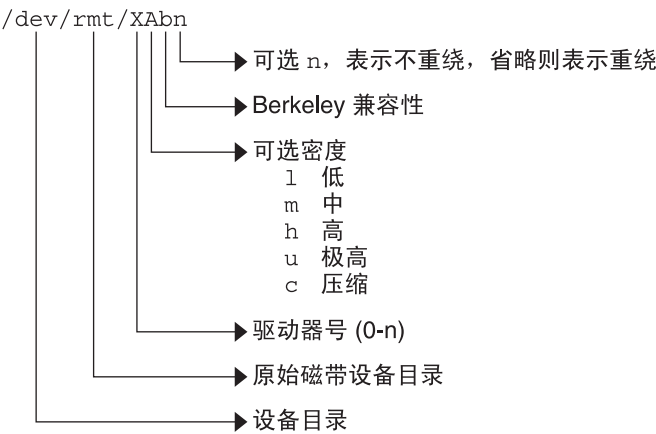 /dev/rmt/XAbn
可选 n，表示不重绕，省略则表示重绕
Berkeley 兼容性
可选密度
l 低
m 中
h 高
u 极高
c 压缩
驱动器号 (0-n)
原始磁带设备目录
设备目录